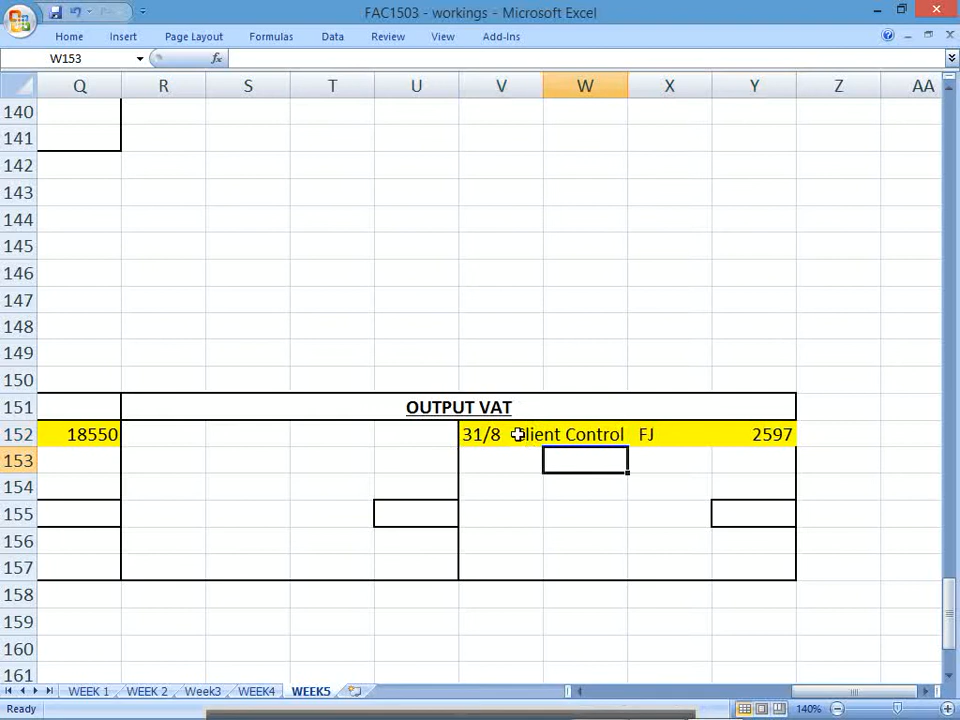 FAC1503 - workings - Microsoft Excel
Home Insert Page Layout Formulas Data Review View Add-Ins
W153 fx
Q R S T U V W X Y Z AA
140
141
142
143
144
145
146
147
148
149
150
151 OUTPUT VAT
152 18550 31/8 Client Control FJ 2597
153
154
155
156
157
158
159
160
161
WEEK 1 WEEK 2 Week3 WEEK4 WEEK5
Ready 140%